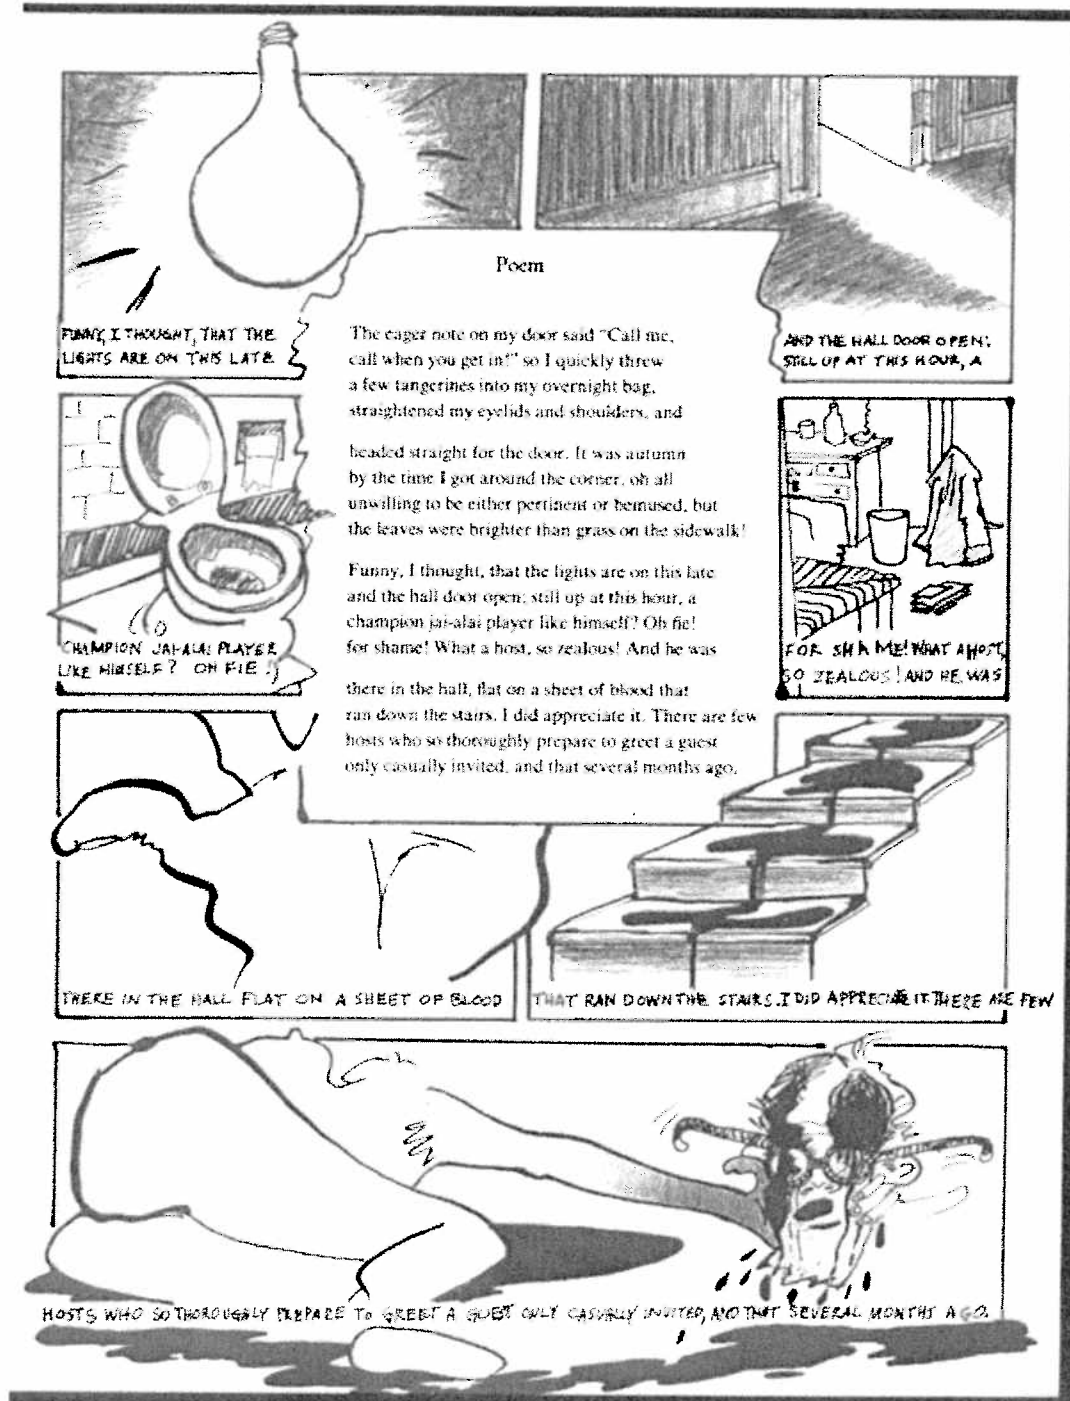 Poem
The eager note on my door said "Call me,
call when you get in!" so I quickly threw
a few tangerines into my overnight bag,
straightened my eyelids and shoulders, and
headed straight for the door. It was autumn
by the time I got around the corner, oh all
unwilling to be either pertinent or bemused, but
the leaves were brighter than grass on the sidewalk!
Funny, I thought, that the lights are on this late
and the hall door open; still up at this hour, a
champion jai-alai player like himself? Oh fie!
for shame! What a host, so zealous! And he was
there in the hall, flat on a sheet of blood that
ran down the stairs. I did appreciate it. There are few
hosts who so thoroughly prepare to greet a guest
only casually invited, and that several months ago.
FUNNY, I THOUGHT, THAT THE
LIGHTS ARE ON THIS LATE
AND THE HALL DOOR OPEN;
STILL UP AT THIS HOUR, A
CHAMPION JAI-ALAI PLAYER
LIKE HIMSELF? OH FIE!
FOR SHAME! WHAT A HOST,
SO ZEALOUS! AND HE WAS
THERE IN THE HALL FLAT ON A SHEET OF BLOOD
THAT RAN DOWN THE STAIRS. I DID APPRECIATE IT. THERE ARE FEW
HOSTS WHO SO THOROUGHLY PREPARE TO GREET A GUEST ONLY CASUALLY INVITED, AND THAT SEVERAL MONTHS AGO.